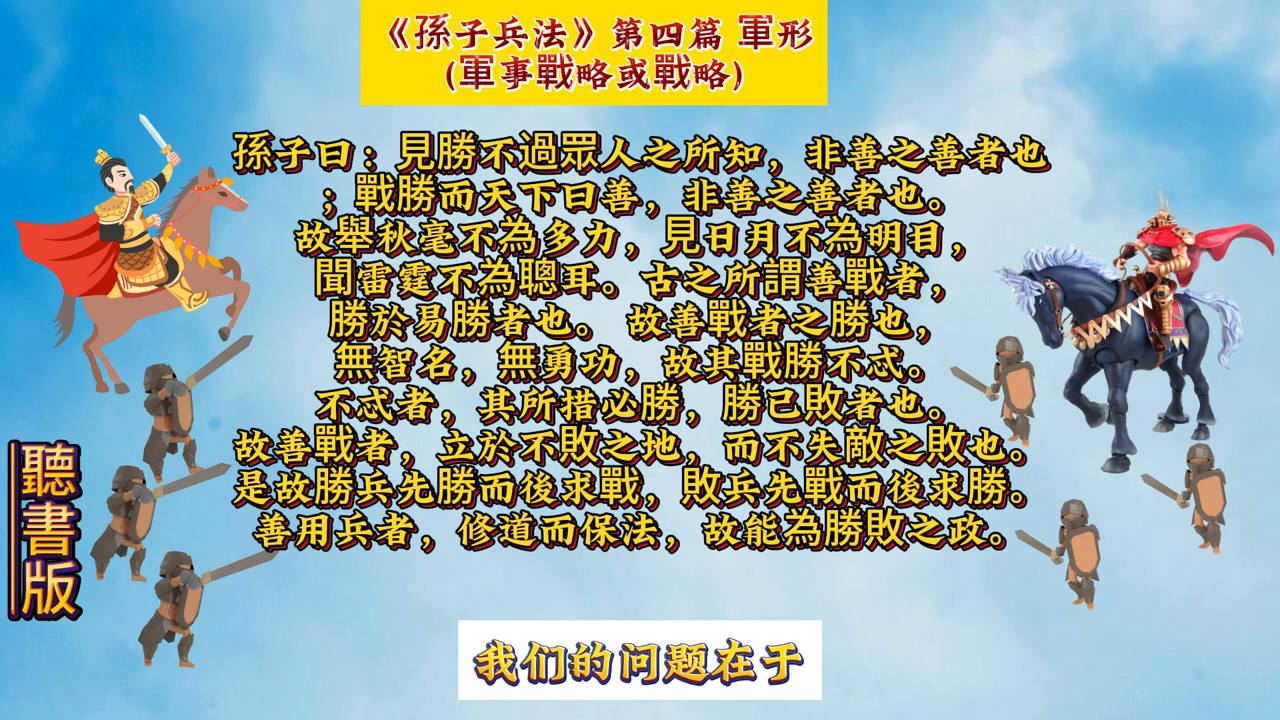 《孫子兵法》第四篇 軍形
(軍事戰略或戰略)
孫子曰：見勝不過眾人之所知，非善之善者也
；戰勝而天下曰善，非善之善者也。
故舉秋毫不為多力，見日月不為明目，
聞雷霆不為聰耳。古之所謂善戰者，
勝於易勝者也。 故善戰者之勝也，
無智名，無勇功，故其戰勝不忒。
不忒者，其所措必勝，勝已敗者也。
故善戰者，立於不敗之地，而不失敵之敗也。
是故勝兵先勝而後求戰，敗兵先戰而後求勝。
善用兵者，修道而保法，故能為勝敗之政。
聽書版
我们的问题在于